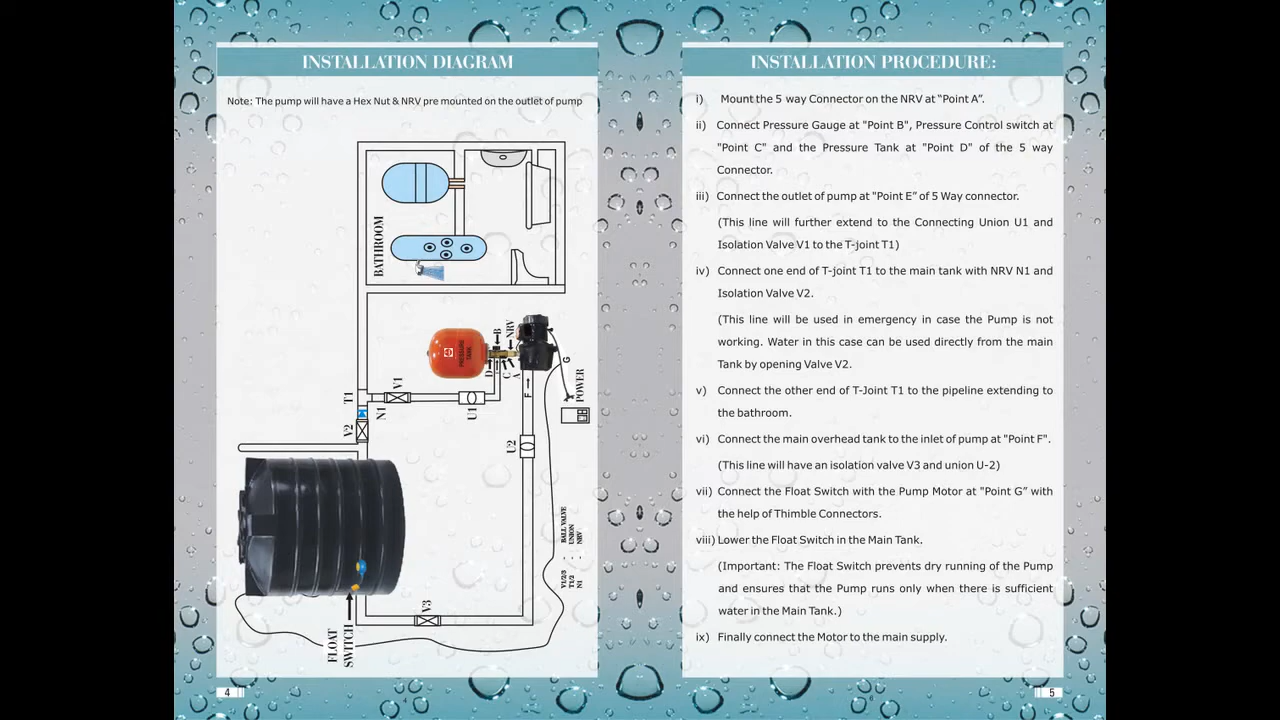 INSTALLATION DIAGRAM
Note: The pump will have a Hex Nut & NRV pre mounted on the outlet of pump
BATHROOM
PRESSURE
TANK
B
NRV
D
C
A
E
G
F
POWER
T1
N1
V1
U1
V2
U2
V3
FLOAT
SWITCH
V1/2/3 - BALL VALVE
T1/2 - UNION
N1 - NRV
4
INSTALLATION PROCEDURE:
i) Mount the 5 way Connector on the NRV at “Point A”.
ii) Connect Pressure Gauge at "Point B", Pressure Control switch at
"Point C" and the Pressure Tank at "Point D" of the 5 way
Connector.
iii) Connect the outlet of pump at “Point E” of 5 Way connector.
(This line will further extend to the Connecting Union U1 and
Isolation Valve V1 to the T-joint T1)
iv) Connect one end of T-joint T1 to the main tank with NRV N1 and
Isolation Valve V2.
(This line will be used in emergency in case the Pump is not
working. Water in this case can be used directly from the main
Tank by opening Valve V2.
v) Connect the other end of T-Joint T1 to the pipeline extending to
the bathroom.
vi) Connect the main overhead tank to the inlet of pump at "Point F".
(This line will have an isolation valve V3 and union U-2)
vii) Connect the Float Switch with the Pump Motor at "Point G” with
the help of Thimble Connectors.
viii) Lower the Float Switch in the Main Tank.
(Important: The Float Switch prevents dry running of the Pump
and ensures that the Pump runs only when there is sufficient
water in the Main Tank.)
ix) Finally connect the Motor to the main supply.
5